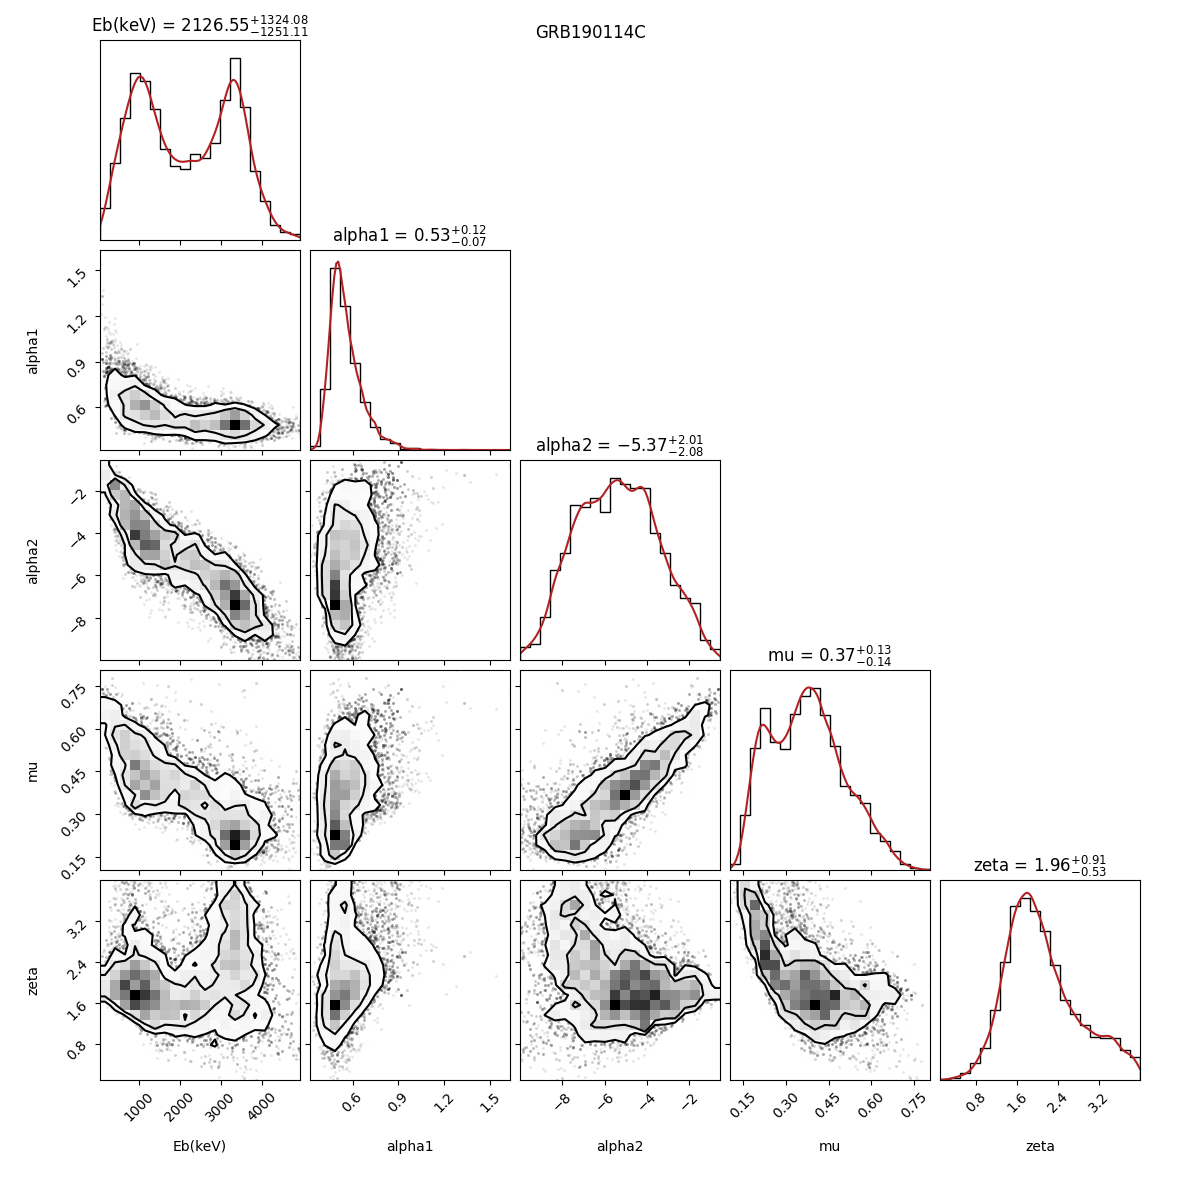 GRB190114C
Eb(keV) = 2126.55+1324.08−1251.11
alpha1 = 0.53+0.12−0.07
1.5
1.2
0.9
0.6
alpha1
alpha2 = −5.37+2.01−2.08
−2
−4
−6
−8
alpha2
mu = 0.37+0.13−0.14
0.75
0.60
0.45
0.30
0.15
mu
zeta = 1.96+0.91−0.53
3.2
2.4
1.6
0.8
zeta
1000 2000 3000 4000 0.6 0.9 1.2 1.5 −8 −6 −4 −2 0.15 0.30 0.45 0.60 0.75 0.8 1.6 2.4 3.2
Eb(keV) alpha1 alpha2 mu zeta